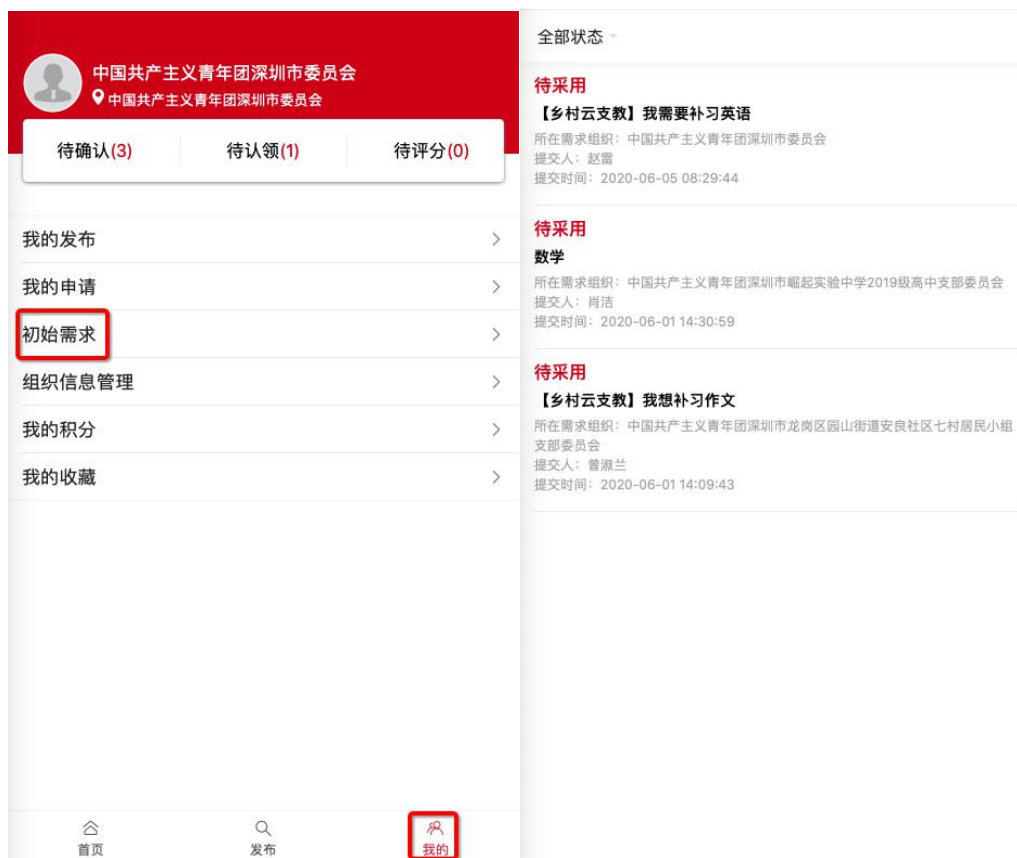 中国共产主义青年团深圳市委员会
中国共产主义青年团深圳市委员会
待确认(3) 待认领(1) 待评分(0)
我的发布
我的申请
初始需求
组织信息管理
我的积分
我的收藏
首页 发布 我的
全部状态
待采用
【乡村云支教】我需要补习英语
所在需求组织：中国共产主义青年团深圳市委员会
提交人：赵雷
提交时间：2020-06-05 08:29:44
待采用
数学
所在需求组织：中国共产主义青年团深圳市崛起实验中学2019级高中支部委员会
提交人：肖洁
提交时间：2020-06-01 14:30:59
待采用
【乡村云支教】我想补习作文
所在需求组织：中国共产主义青年团深圳市龙岗区园山街道安良社区七村居民小组
支部委员会
提交人：曾淑兰
提交时间：2020-06-01 14:09:43